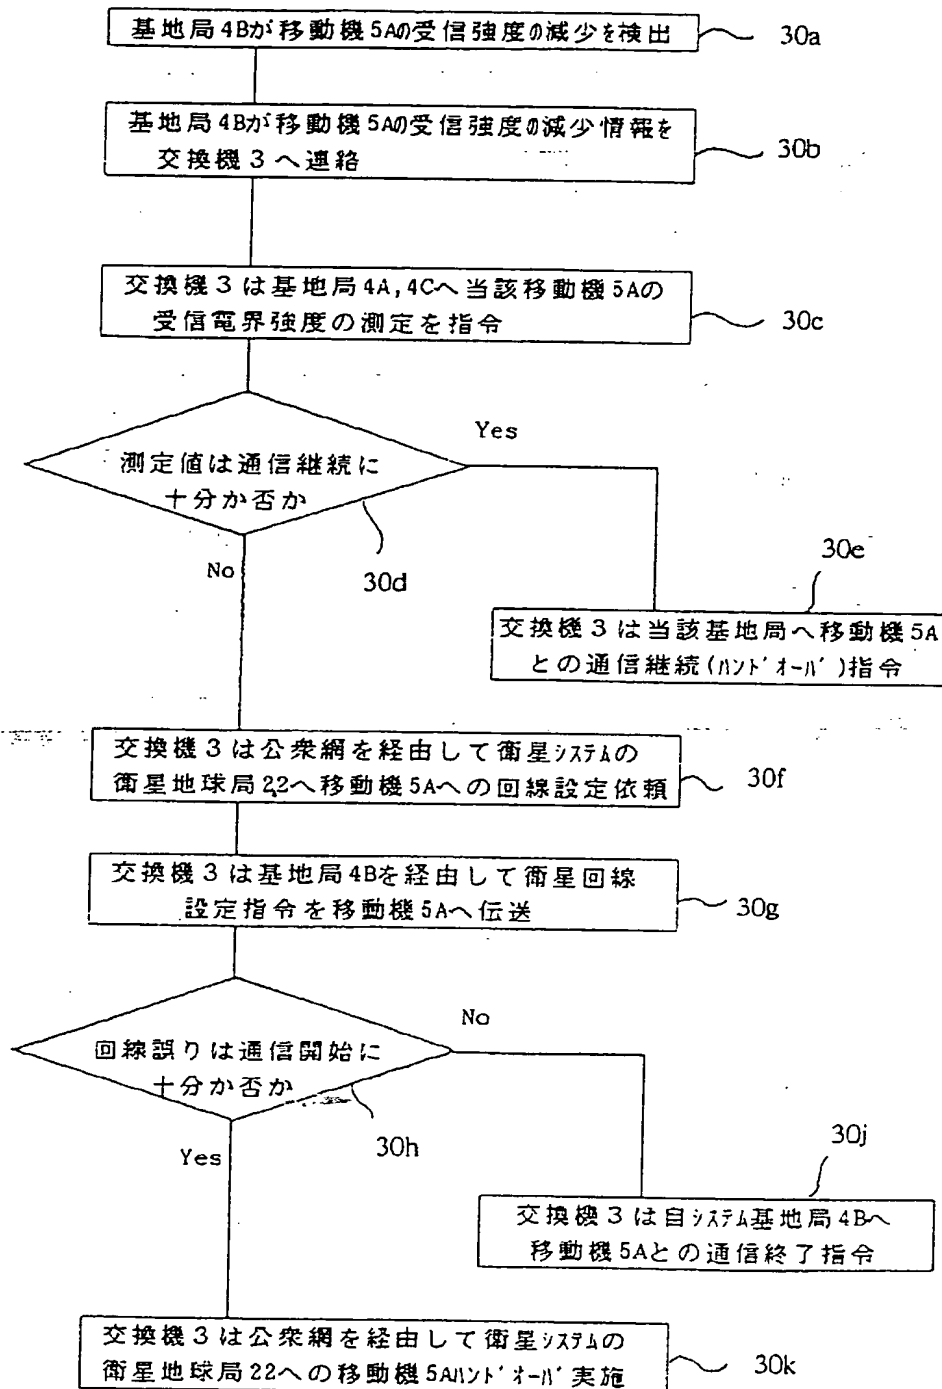 基地局4Bが移動機5Aの受信強度の減少を検出
30a
基地局4Bが移動機5Aの受信強度の減少情報を
交換機3へ連絡
30b
交換機3は基地局4A,4Cへ当該移動機5Aの
受信電界強度の測定を指令
30c
測定値は通信継続に
十分か否か
Yes
No
30d
30e
交換機3は当該基地局へ移動機5A
との通信継続(ハンドオーバ)指令
交換機3は公衆網を経由して衛星システムの
衛星地球局22へ移動機5Aへの回線設定依頼
30f
交換機3は基地局4Bを経由して衛星回線
設定指令を移動機5Aへ伝送
30g
回線誤りは通信開始に
十分か否か
No
Yes
30h
30j
交換機3は自システム基地局4Bへ
移動機5Aとの通信終了指令
交換機3は公衆網を経由して衛星システムの
衛星地球局22への移動機5Aハンドオーバ実施
30k